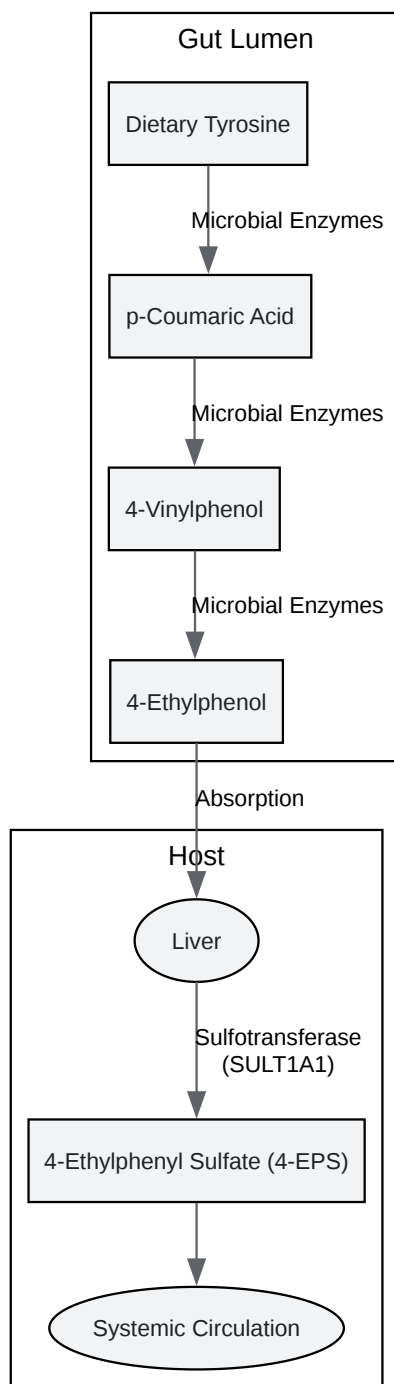 Gut Lumen
Dietary Tyrosine
Microbial Enzymes
p-Coumaric Acid
Microbial Enzymes
4-Vinylphenol
Microbial Enzymes
4-Ethylphenol
Absorption
Host
Liver
Sulfotransferase
(SULT1A1)
4-Ethylphenyl Sulfate (4-EPS)
Systemic Circulation